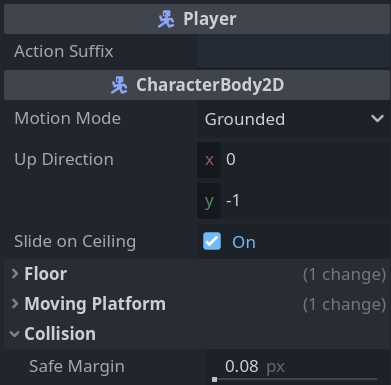 Player
Action Suffix
CharacterBody2D
Motion Mode Grounded
Up Direction x 0
y -1
Slide on Ceiling On
Floor (1 change)
Moving Platform (1 change)
Collision
Safe Margin 0.08 px